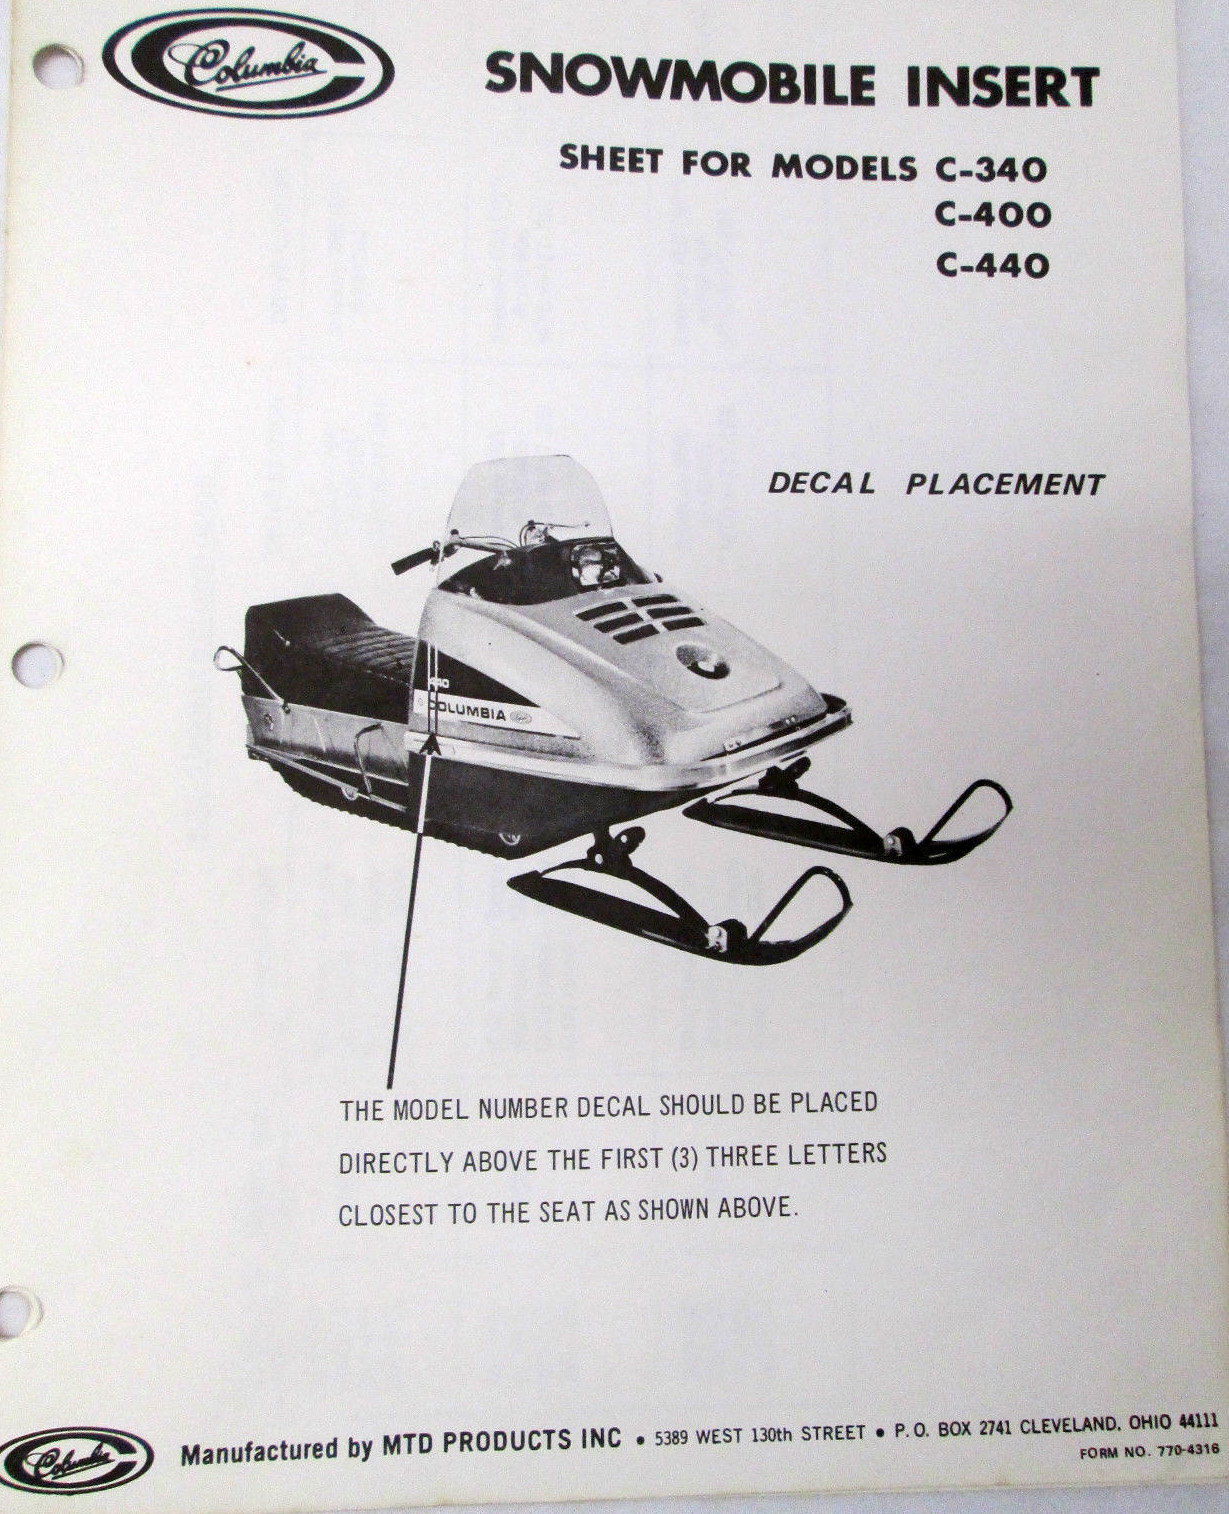 Columbia
SNOWMOBILE INSERT
SHEET FOR MODELS C-340
C-400
C-440
DECAL PLACEMENT
440
COLUMBIA
THE MODEL NUMBER DECAL SHOULD BE PLACED
DIRECTLY ABOVE THE FIRST (3) THREE LETTERS
CLOSEST TO THE SEAT AS SHOWN ABOVE.
Columbia
Manufactured by MTD PRODUCTS INC • 5389 WEST 130th STREET • P.O. BOX 2741 CLEVELAND, OHIO 44111
FORM NO. 770-4316